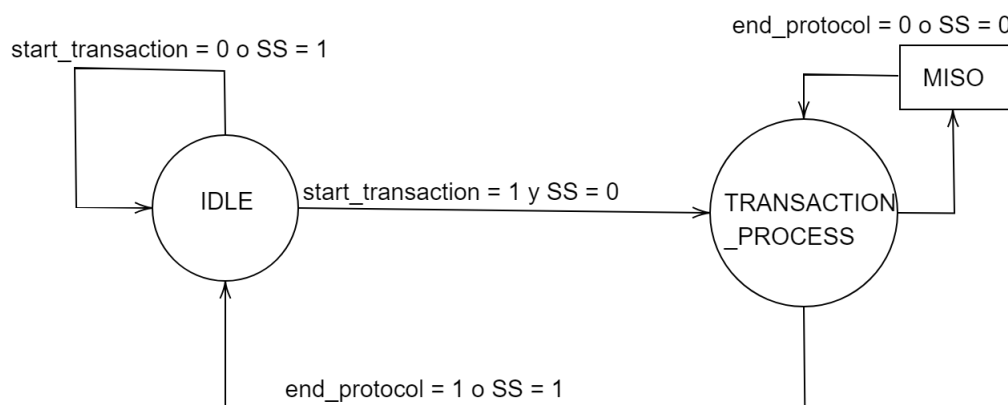 end_protocol = 0 o SS = 0
start_transaction = 0 o SS = 1
MISO
IDLE
start_transaction = 1 y SS = 0
TRANSACTION
_PROCESS
end_protocol = 1 o SS = 1